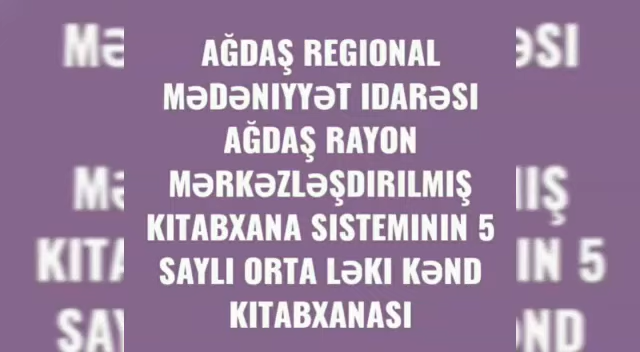 AĞDAŞ REGIONAL
MƏDƏNIYYƏT IDARƏSI
AĞDAŞ RAYON
MƏRKƏZLƏŞDIRILMIŞ
KITABXANA SISTEMININ 5
SAYLI ORTA LƏKI KƏND
KITABXANASI